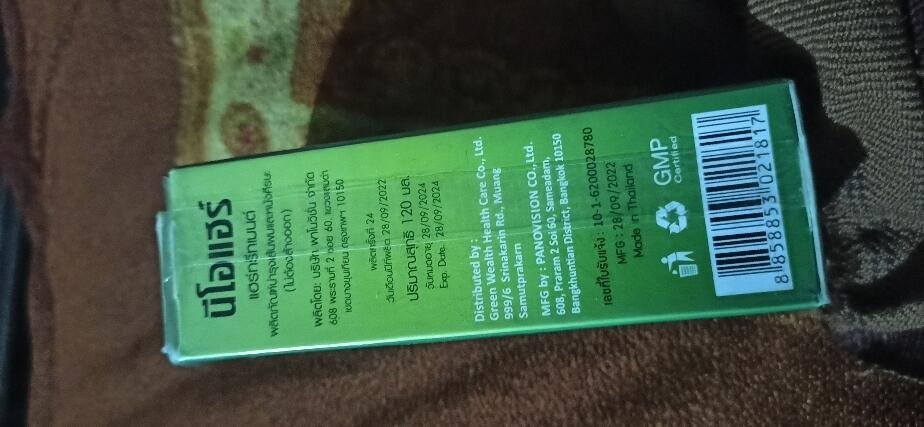 นีโอแฮร์
แฮร์ทรีทเมนต์
ผลิตภัณฑ์บำรุงเส้นผมและหนังศีรษะ
(ไม่ต้องล้างออก)
ผลิตโดย: บริษัท พาโนวิชั่น จำกัด
608 พระรามที่ 2 ซอย 60, แขวงแสมดำ
เขตบางขุนเทียน กรุงเทพฯ 10150
ผลิตครั้งที่ 24
วันเดือนปีที่ผลิต 28/09/2022
ปริมาณสุทธิ 120 มล.
วันหมดอายุ 28/09/2024
Exp. Date. 28/09/2024
Distributed by :
Green Wealth Health Care Co., Ltd.
999/6 Srinakarin Rd., Muang
Samutprakarn
MFG by : PANOVISION CO., Ltd.
608, Praram 2 Soi 60, Sameadam,
Bangkhuntian District, Bangkok 10150
เลขที่ใบรับแจ้ง : 10-1-6200028780
MFG : 28/09/2022
Made in Thailand
GMP
Certified
8 858853 021817